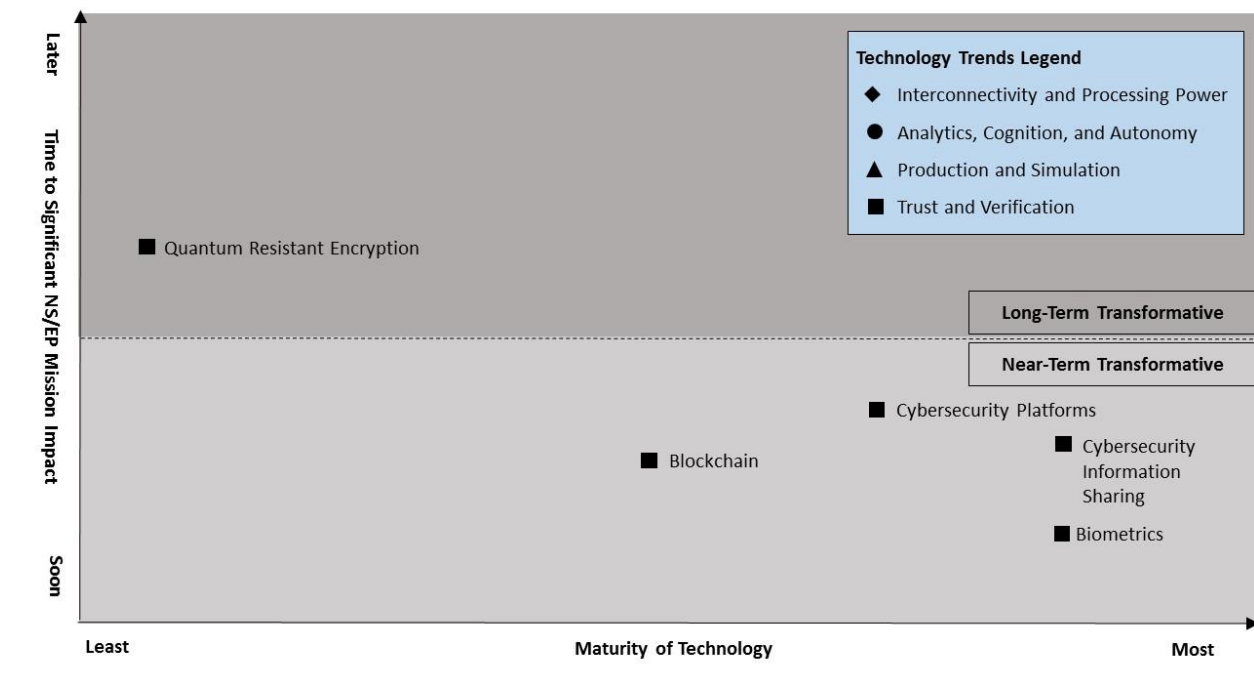 Later
Time to Significant NS/EP Mission Impact
Soon
Technology Trends Legend
Interconnectivity and Processing Power
Analytics, Cognition, and Autonomy
Production and Simulation
Trust and Verification
Quantum Resistant Encryption
Long-Term Transformative
Near-Term Transformative
Cybersecurity Platforms
Cybersecurity
Information
Sharing
Blockchain
Biometrics
Least
Maturity of Technology
Most